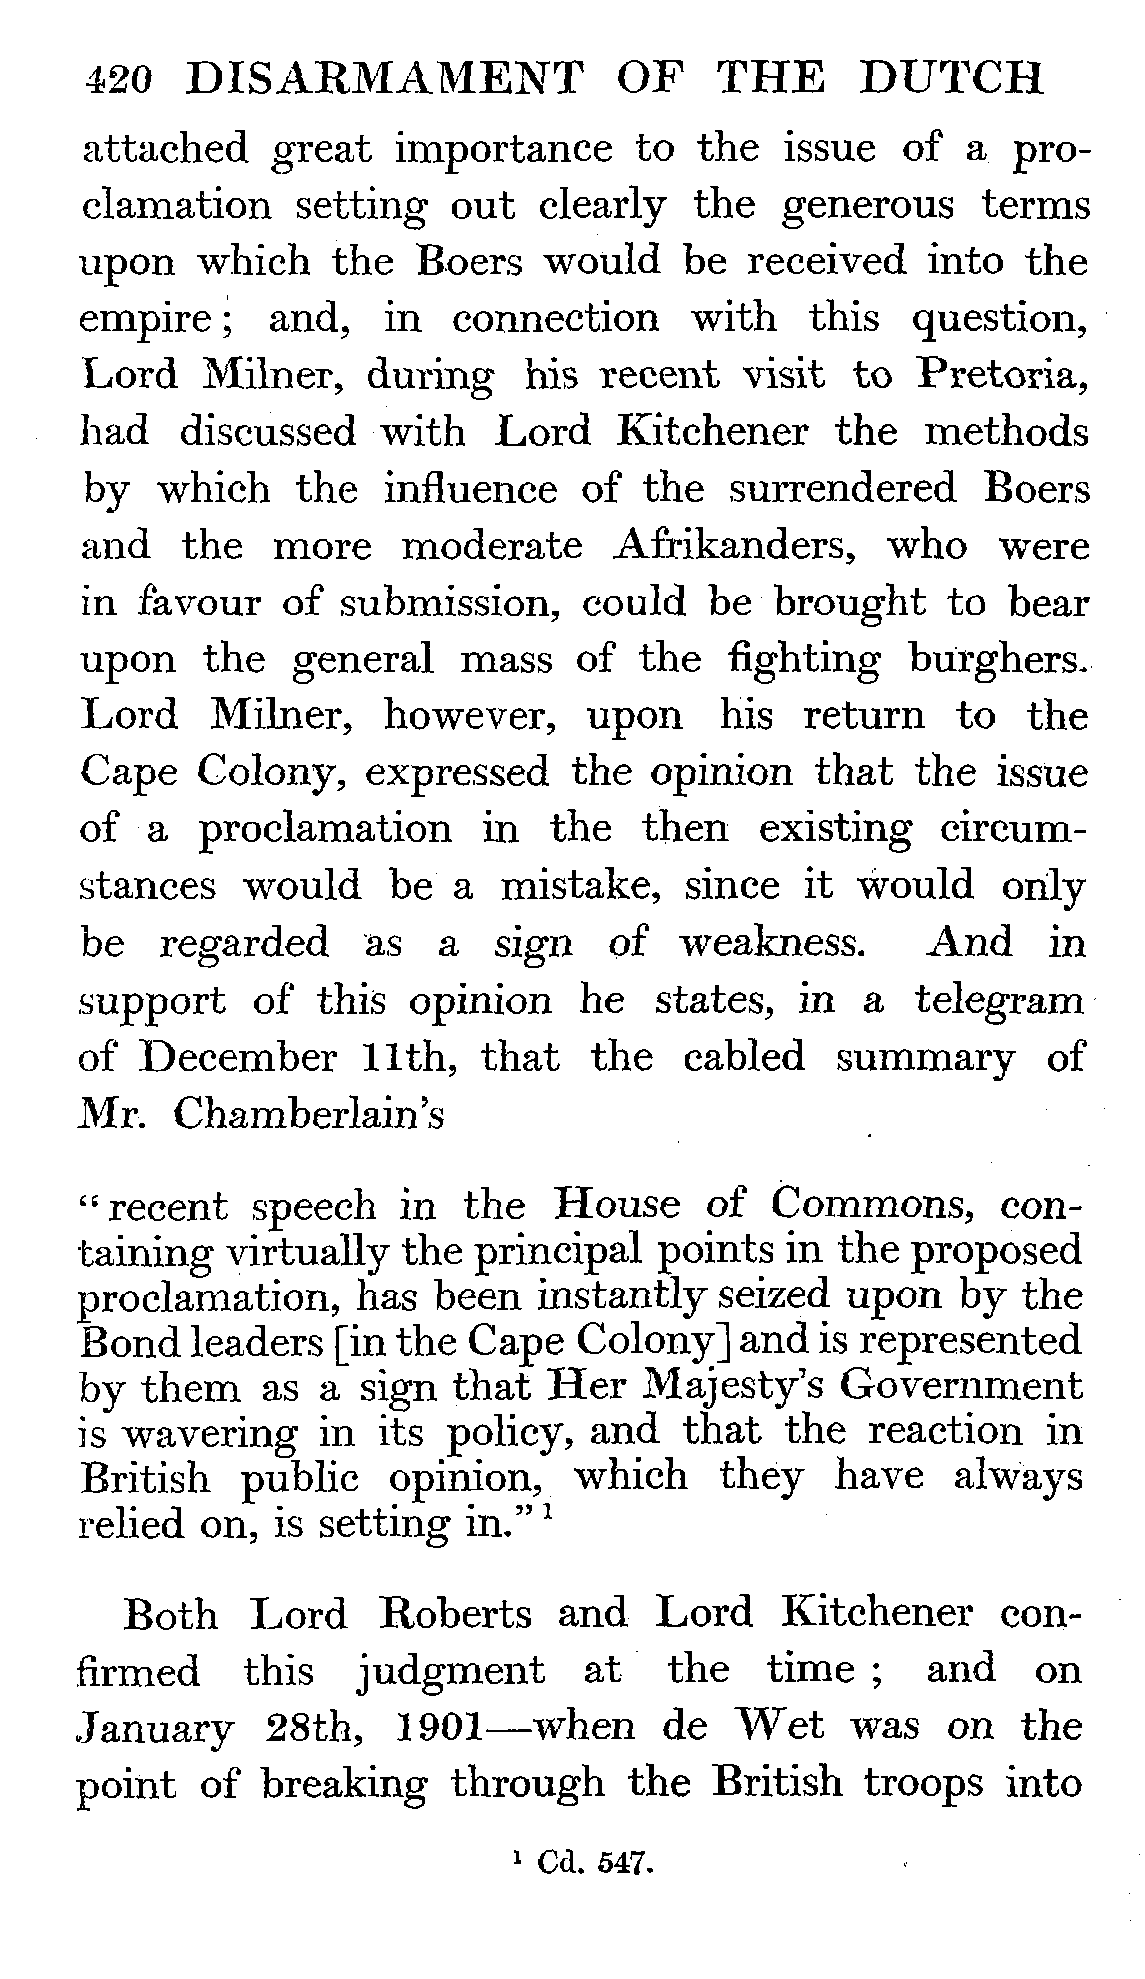 420 DISARMAMENT OF THE DUTCH
attached great importance to the issue of a pro-
clamation setting out clearly the generous terms
upon which the Boers would be received into the
empire ; and, in connection with this question,
Lord Milner, during his recent visit to Pretoria,
had discussed with Lord Kitchener the methods
by which the influence of the surrendered Boers
and the more moderate Afrikanders, who were
in favour of submission, could be brought to bear
upon the general mass of the fighting burghers.
Lord Milner, however, upon his return to the
Cape Colony, expressed the opinion that the issue
of a proclamation in the then existing circum-
stances would be a mistake, since it would only
be regarded as a sign of weakness. And in
support of this opinion he states, in a telegram
of December 11th, that the cabled summary of
Mr. Chamberlain's
“recent speech in the House of Commons, con-
taining virtually the principal points in the proposed
proclamation, has been instantly seized upon by the
Bond leaders [in the Cape Colony] and is represented
by them as a sign that Her Majesty's Government
is wavering in its policy, and that the reaction in
British public opinion, which they have always
relied on, is setting in.” ¹
Both Lord Roberts and Lord Kitchener con-
firmed this judgment at the time ; and on
January 28th, 1901—when de Wet was on the
point of breaking through the British troops into
¹ Cd. 547.